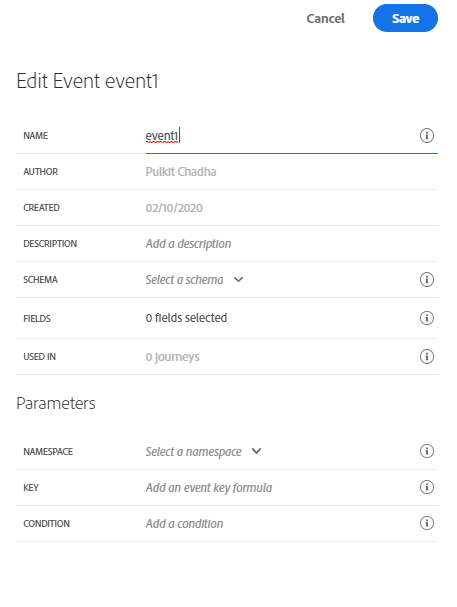 Cancel Save
Edit Event event1
NAME event1
AUTHOR Pulkit Chadha
CREATED 02/10/2020
DESCRIPTION Add a description
SCHEMA Select a schema
FIELDS 0 fields selected
USED IN 0 Journeys
Parameters
NAMESPACE Select a namespace
KEY Add an event key formula
CONDITION Add a condition